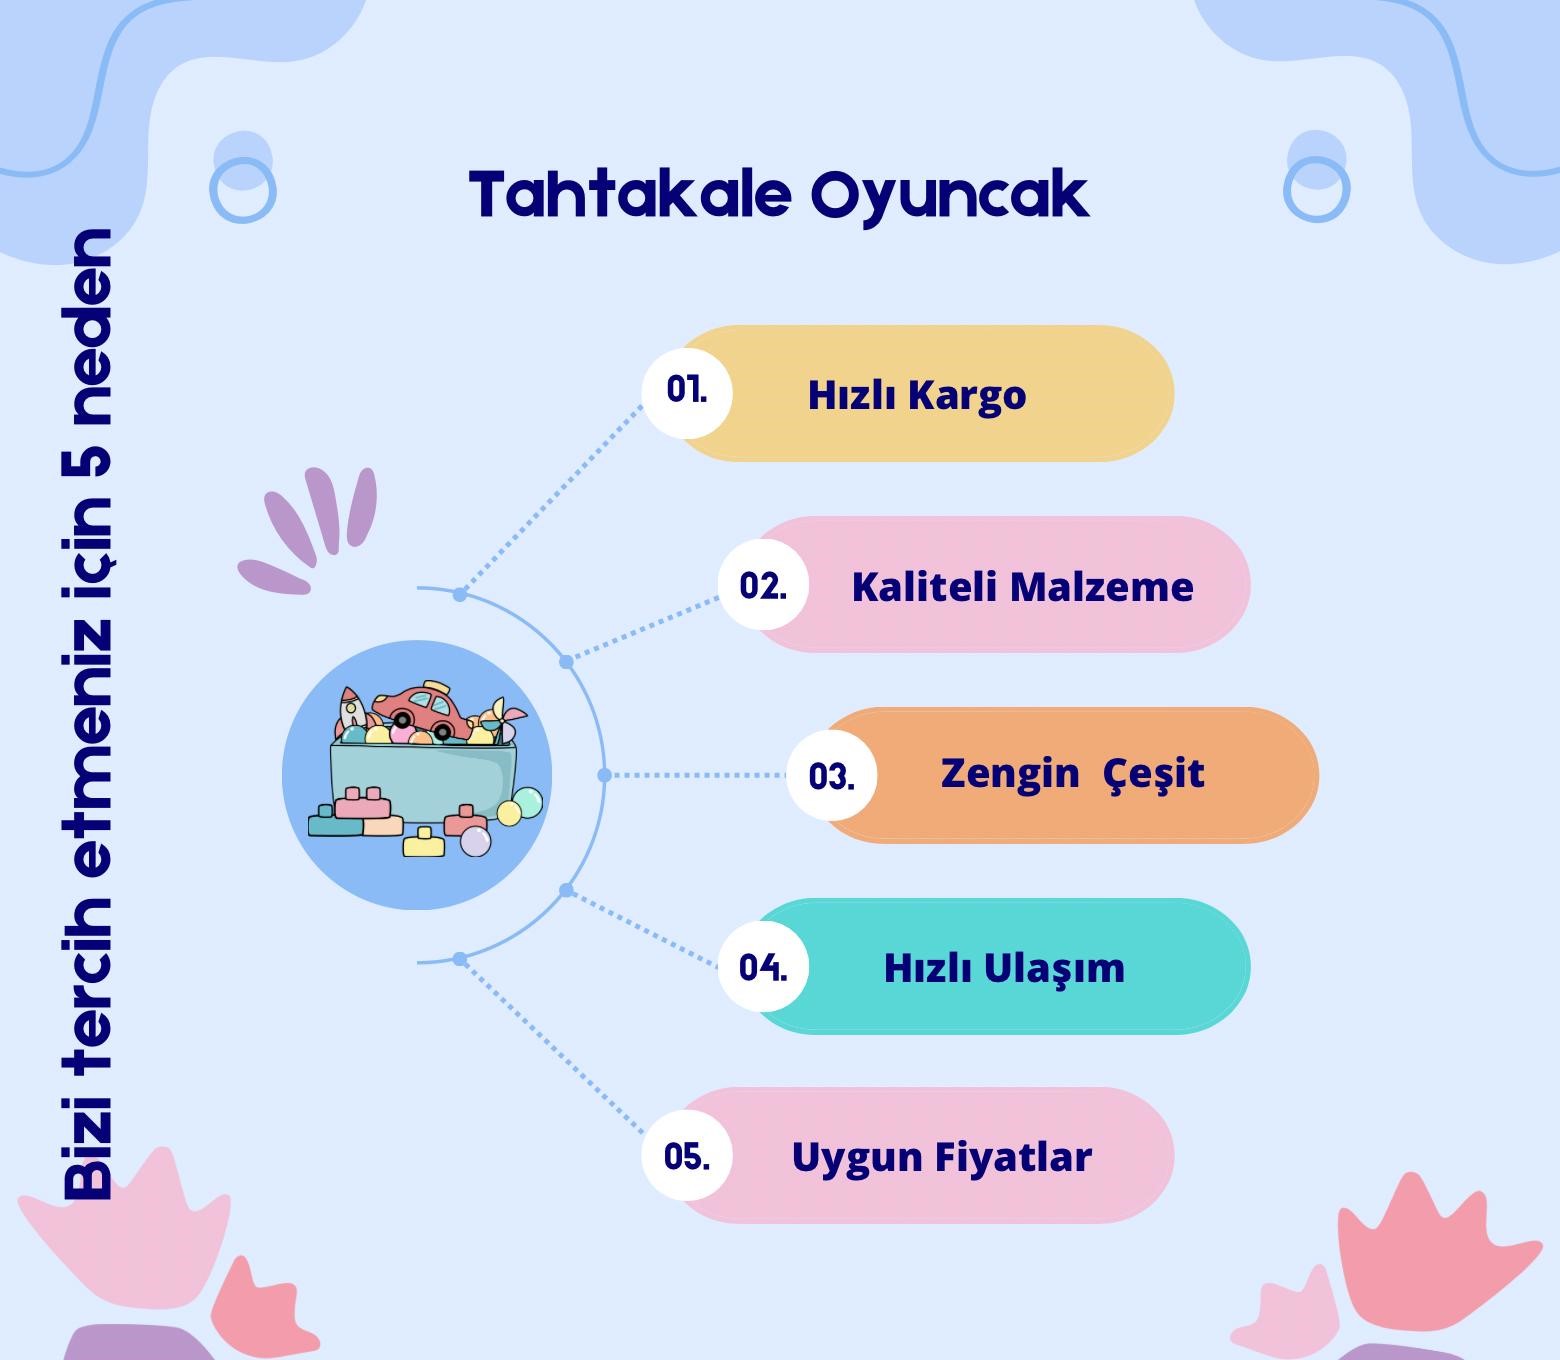 Tahtakale Oyuncak
Bizi tercih etmeniz için 5 neden
01. Hızlı Kargo
02. Kaliteli Malzeme
03. Zengin  Çeşit
04. Hızlı Ulaşım
05. Uygun Fiyatlar